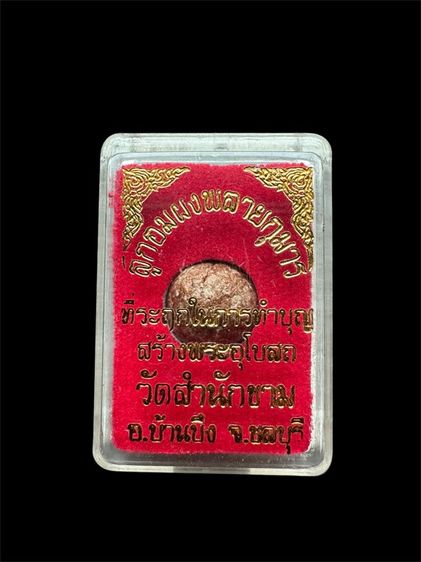 ลูกอมผงพลายกุมาร
ที่ระฤกในการทำบุญ
สร้างพระอุโบสถ
วัดสำนักขาม
อ.บ้านบึง จ.ชลบุรี